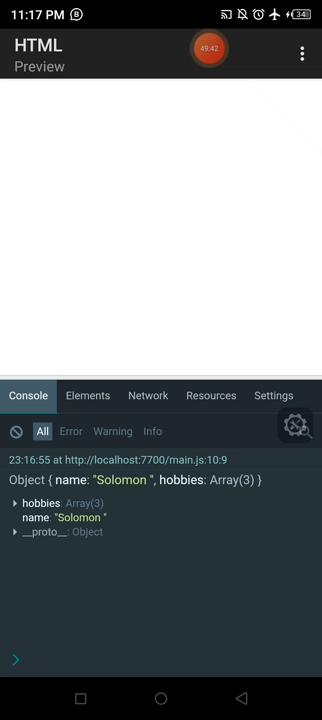 11:17 PM
34
HTML
Preview
49:42
Console Elements Network Resources Settings
All Error Warning Info
23:16:55 at http://localhost:7700/main.js:10:9
Object { name: "Solomon ", hobbies: Array(3) }
hobbies: Array(3)
name: "Solomon "
__proto__: Object